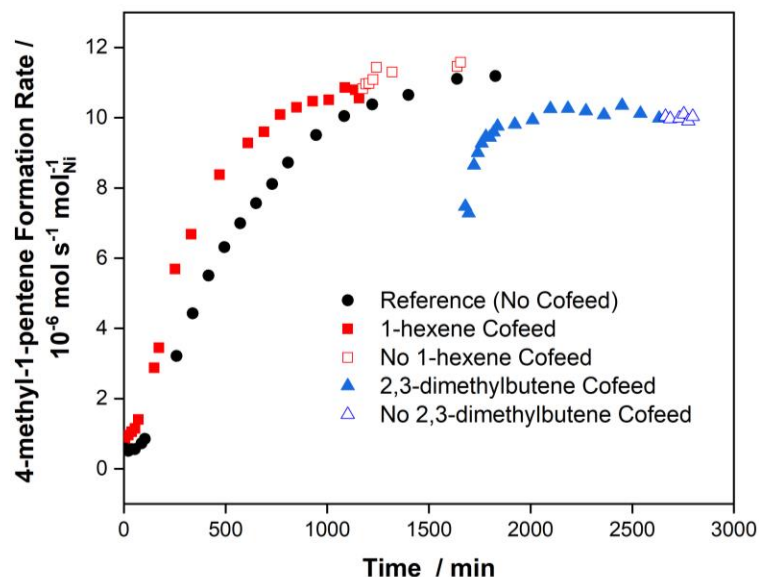 4-methyl-1-pentene Formation Rate /
10⁻⁶ mol s⁻¹ mol⁻¹Ni
12
10
8
6
4
2
0
Reference (No Cofeed)
1-hexene Cofeed
No 1-hexene Cofeed
2,3-dimethylbutene Cofeed
No 2,3-dimethylbutene Cofeed
0 500 1000 1500 2000 2500 3000
Time / min